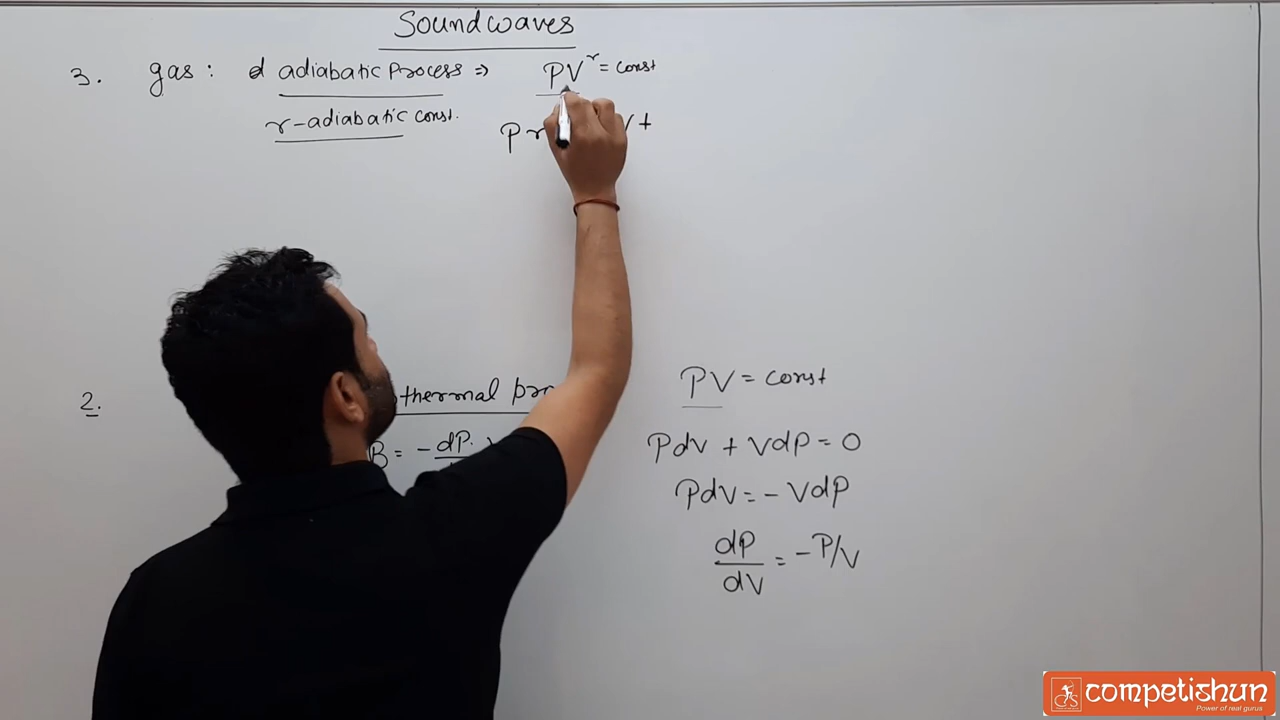 Soundwaves
3. gas: d adiabatic process ⇒ PV^r = const
r-adiabatic const. P r V +
2. thermal PV = const
B = - dP. PdV + VdP = 0
PdV = - VdP
dP/dV = - P/V
competishun
Power of real gurus